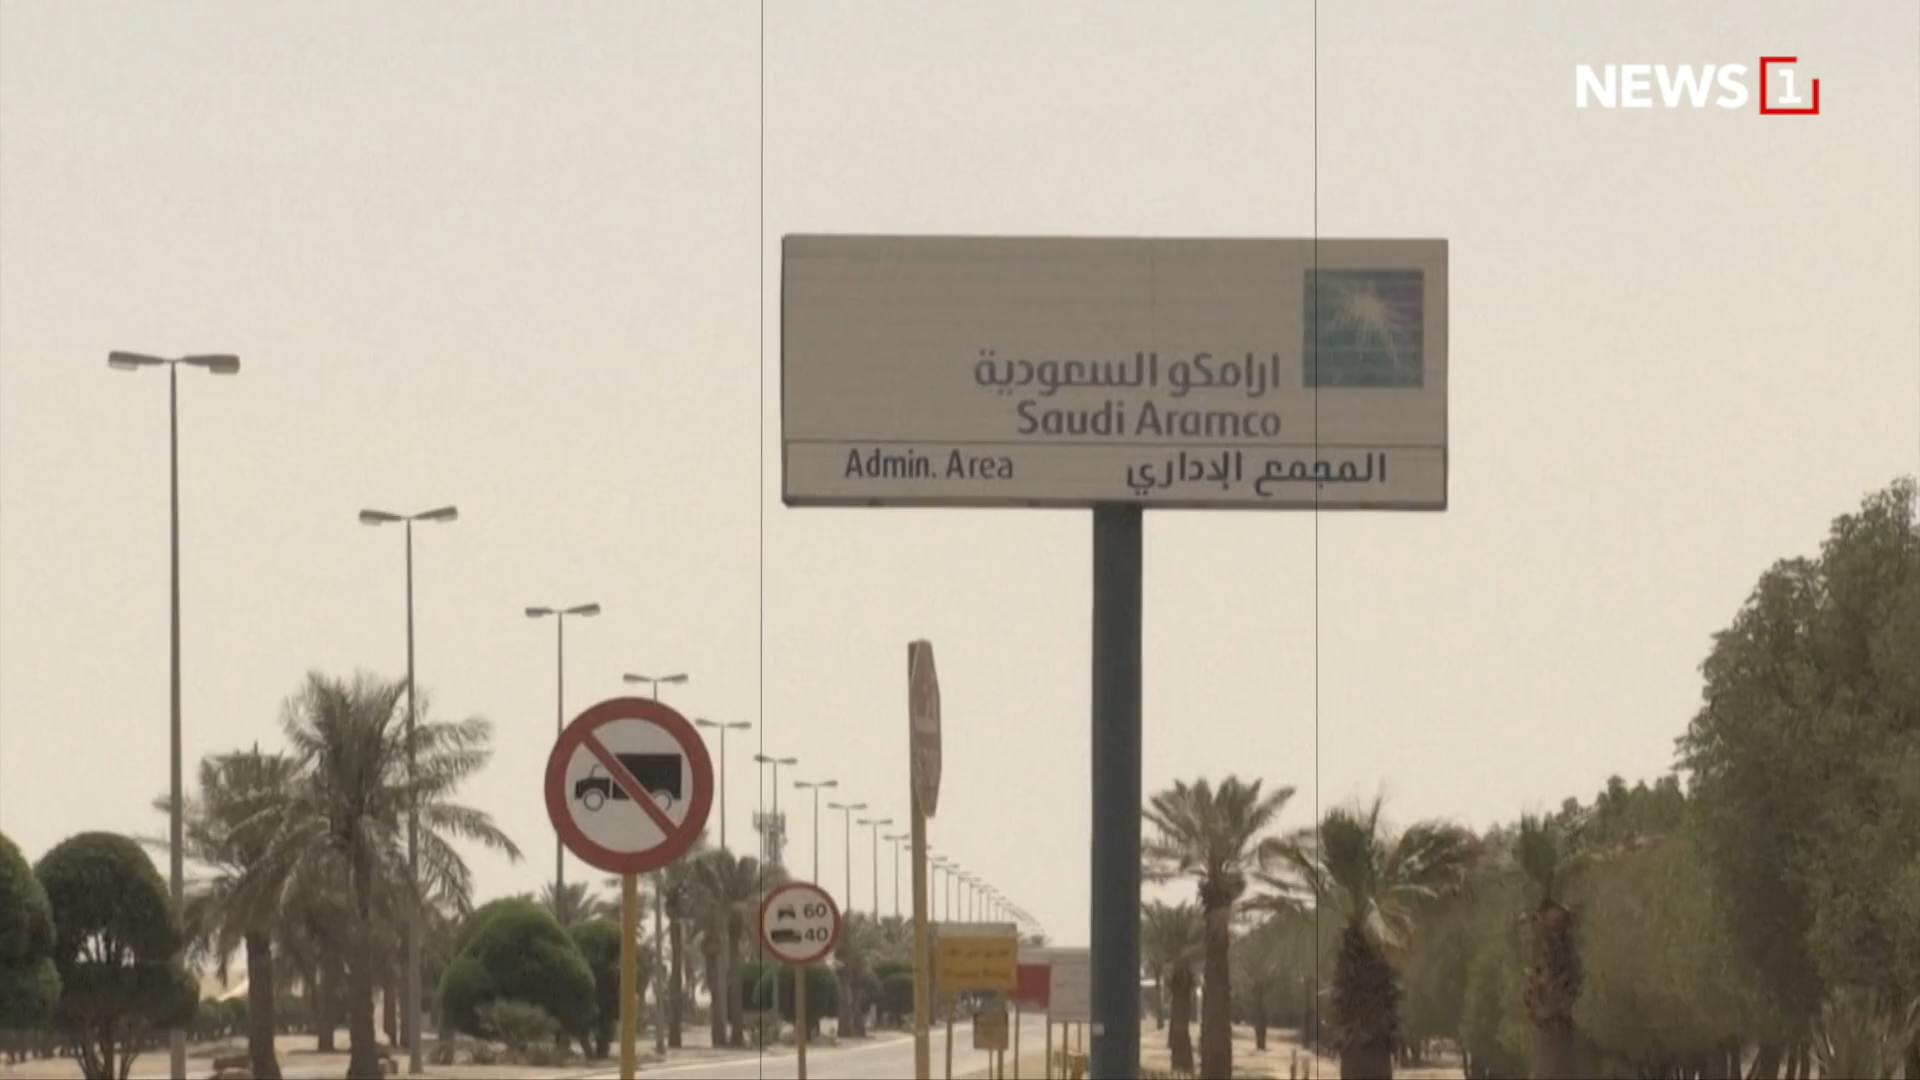 NEWS 1
ارامكو السعودية
Saudi Aramco
Admin. Area المجمع الإداري
60
40